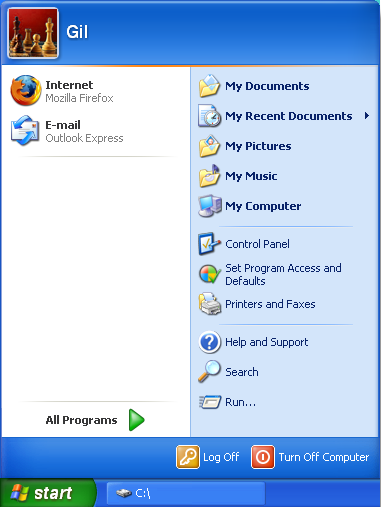 Gil
Internet
Mozilla Firefox
E-mail
Outlook Express
All Programs
My Documents
My Recent Documents
My Pictures
My Music
My Computer
Control Panel
Set Program Access and
Defaults
Printers and Faxes
Help and Support
Search
Run...
Log Off
Turn Off Computer
start
C:\